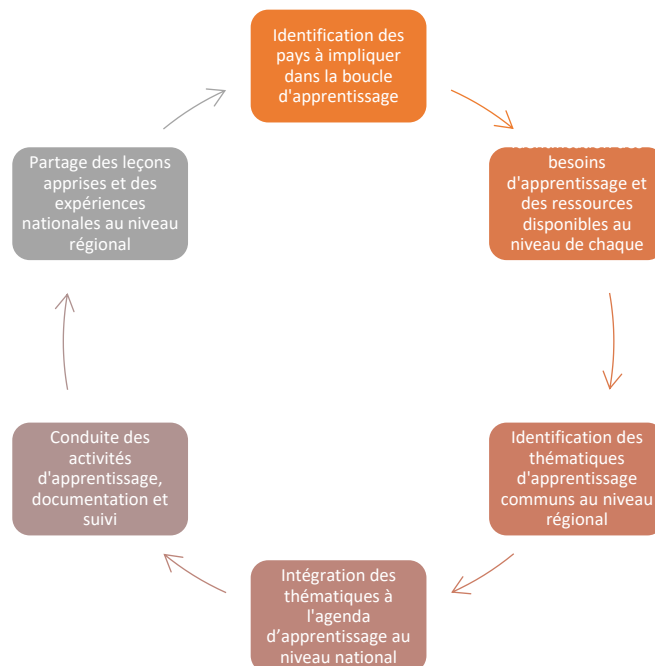 Identification des
pays à impliquer
dans la boucle
d'apprentissage
besoins
d'apprentissage et
des ressources
disponibles au
niveau de chaque
Identification des
thématiques
d'apprentissage
communs au niveau
régional
Intégration des
thématiques à
l'agenda
d’apprentissage au
niveau national
Conduite des
activités
d'apprentissage,
documentation et
suivi
Partage des leçons
apprises et des
expériences
nationales au niveau
régional